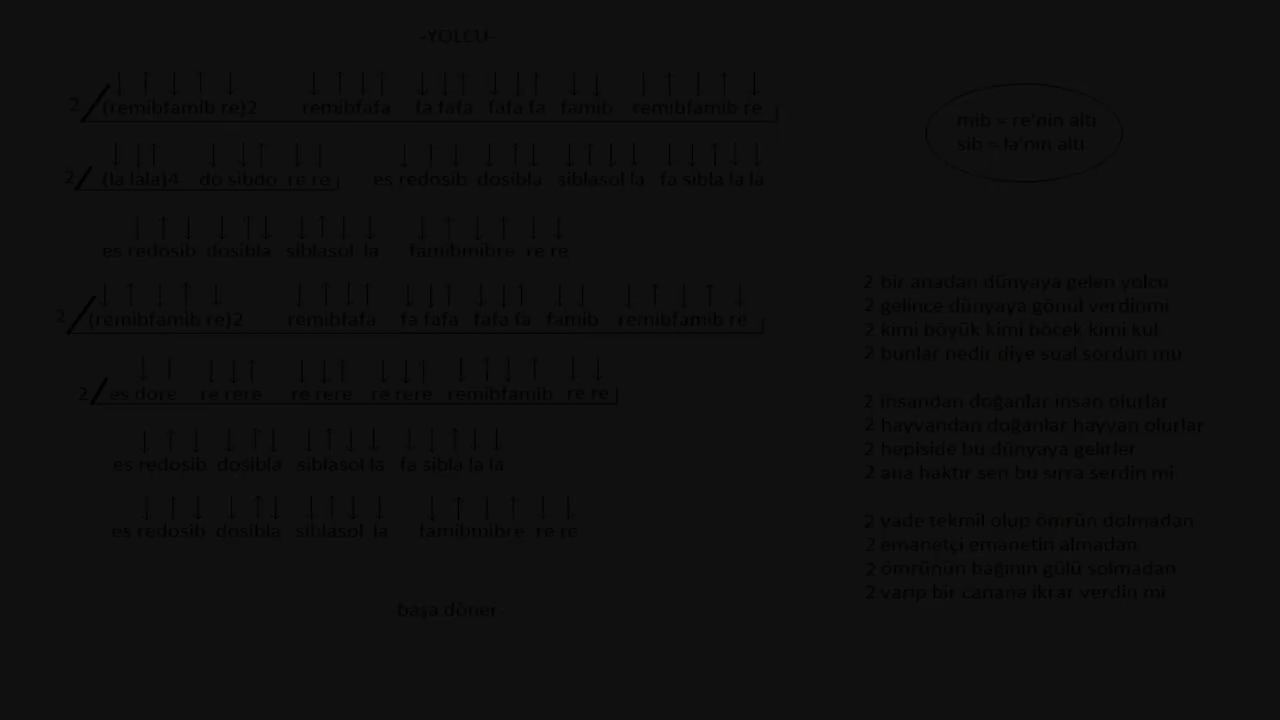 -YOLCU-
2 (remibfamib re)2 remibfafa fa fafa fafa fa famib remibfamib re
2 (la lala)4 do sibdo re re es redosib dosibla siblasol la fa sibla la la
es redosib dosibla siblasol la famibmibre re re
2 (remibfamib re)2 remibfafa fa fafa fafa fa famib remibfamib re
2 es dore re rere re rere re rere remibfamib re re
es redosib dosibla siblasol la fa sibla la la
es redosib dosibla siblasol la famibmibre re re
başa döner
mib = re'nin altı
sib = la'nın altı
2 bir anadan dünyaya gelen yolcu
2 gelince dünyaya gönül verdinmi
2 kimi böyük kimi böcek kimi kul
2 bunlar nedir diye sual sordun mu
2 insandan doğanlar insan olurlar
2 hayvandan doğanlar hayvan olurlar
2 hepiside bu dünyaya gelirler
2 ana haktır sen bu sırra serdin mi
2 vade tekmil olup ömrün dolmadan
2 emanetçi emanetin almadan
2 ömrünün bağının gülü solmadan
2 varıp bir canana ikrar verdin mi